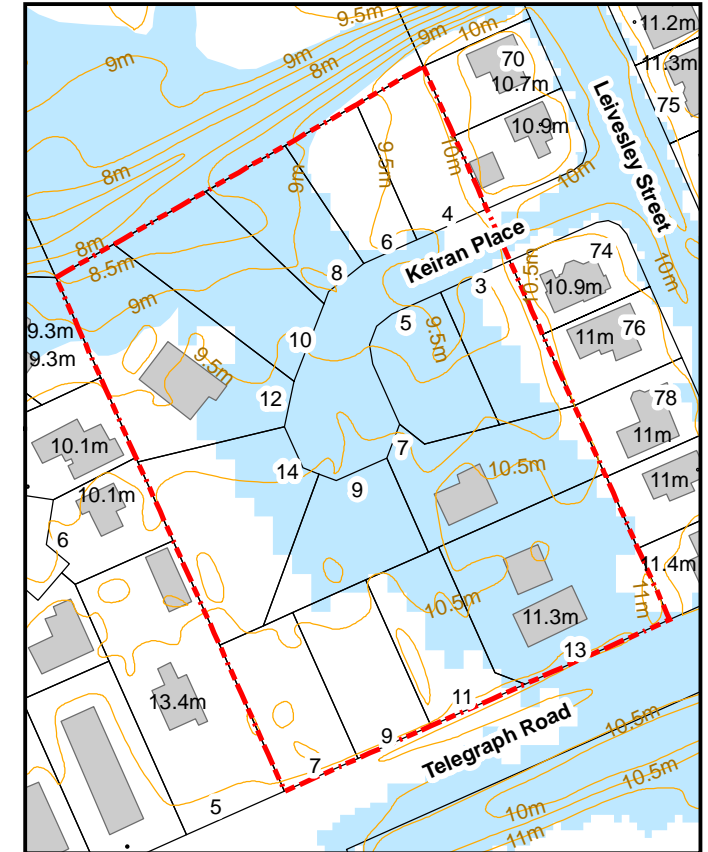 9.5m
11.2m
9m
10m
9m
9m
70
11.3m
8m
10.7m
75
Leivesley Street
10.9m
9.5m
10m
8m
9m
10m
4
Keiran Place
6
8m
8.5m
8
3
10.5m
74
10m
10.9m
9m
5
9.5m
9.3m
9.3m
10
11m
76
9.5m
12
78
7
11m
10.1m
14
9
10.5m
11m
10.1m
6
11.4m
10.5m
11m
11.3m
13
13.4m
11
9
Telegraph Road
10.5m
7
10.5m
5
10m
11m